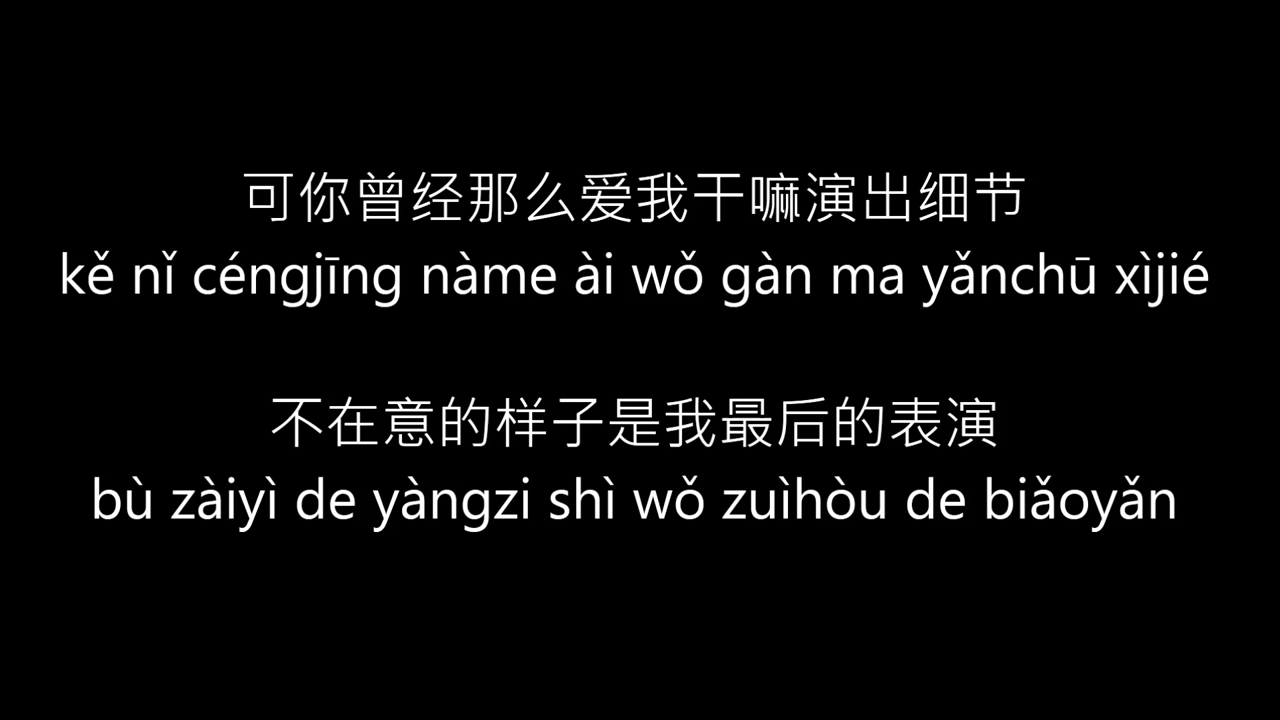 可你曾经那么爱我干嘛演出细节
kě nǐ céngjīng nàme ài wǒ gàn ma yǎnchū xìjié
不在意的样子是我最后的表演
bù zàiyì de yàngzi shì wǒ zuìhòu de biǎoyǎn